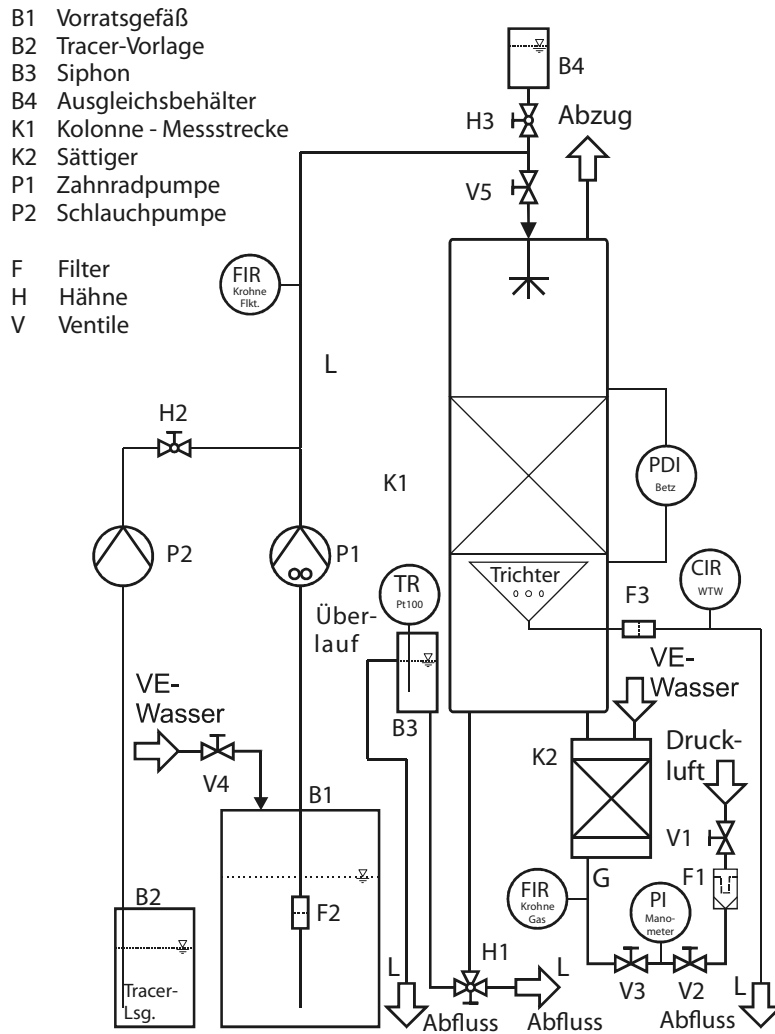 B1 Vorratsgefäß
B2 Tracer-Vorlage
B3 Siphon
B4 Ausgleichsbehälter
K1 Kolonne - Messstrecke
K2 Sättiger
P1 Zahnradpumpe
P2 Schlauchpumpe
F Filter
H Hähne
V Ventile
B4
H3
Abzug
V5
FIR
Krohne
Flkt.
L
H2
K1
PDI
Betz
P2
P1
TR
Pt100
Trichter
CIR
WTW
F3
Über-
lauf
VE-
Wasser
VE-
Wasser
B3
K2
Druck-
luft
V4
B1
V1
G
F1
FIR
Krohne
Gas
PI
Mano-
meter
B2
F2
H1
L
L
L
V3
V2
Tracer-
Lsg.
Abfluss
Abfluss
Abfluss